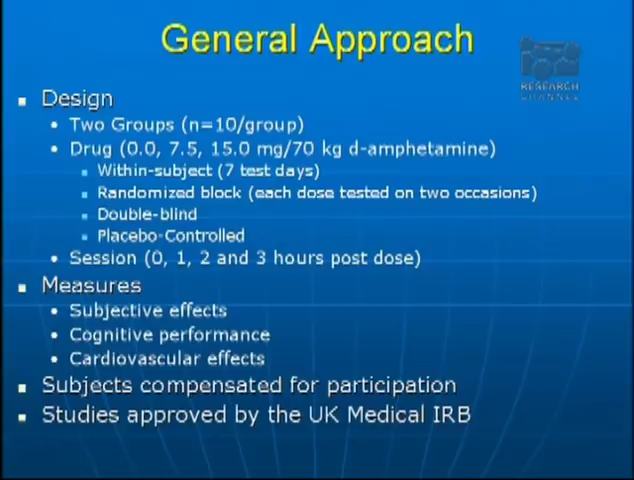 General Approach
RESEARCH
CHANNEL
Design
Two Groups (n=10/group)
Drug (0.0, 7.5, 15.0 mg/70 kg d-amphetamine)
Within-subject (7 test days)
Randomized block (each dose tested on two occasions)
Double-blind
Placebo-Controlled
Session (0, 1, 2 and 3 hours post dose)
Measures
Subjective effects
Cognitive performance
Cardiovascular effects
Subjects compensated for participation
Studies approved by the UK Medical IRB